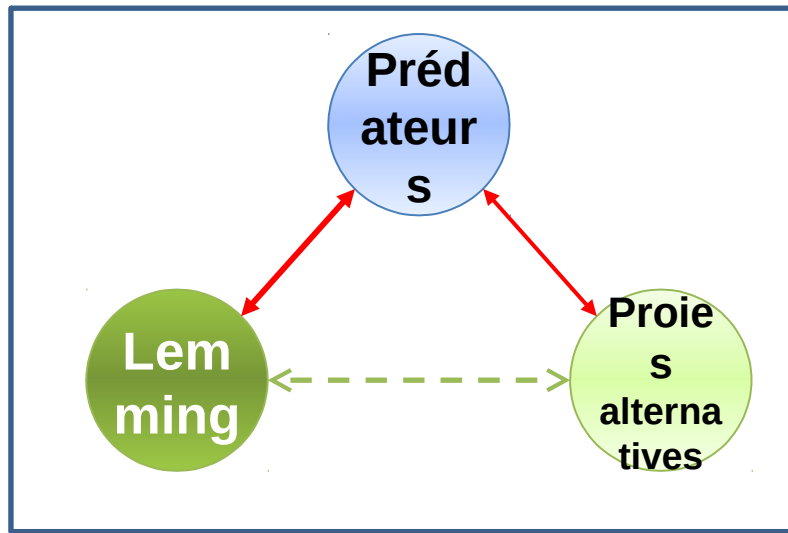 Préd
ateur
s
Lem
ming
Proie
s
alterna
tives